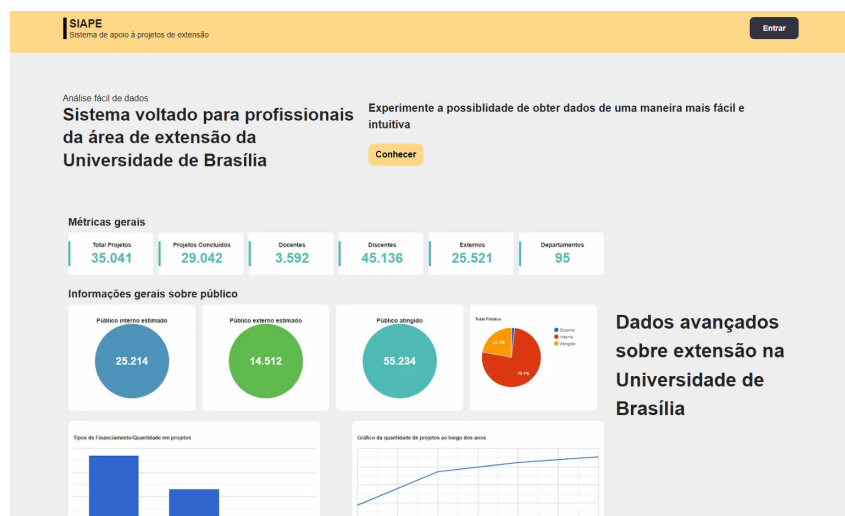 SIAPE
Sistema de apoio à projetos de extensão
Entrar
Análise fácil de dados
Sistema voltado para profissionais
da área de extensão da
Universidade de Brasília
Experimente a possiblidade de obter dados de uma maneira mais fácil e
intuitiva
Conhecer
Métricas gerais
Total Projetos
35.041
Projetos Concluídos
29.042
Docentes
3.592
Discentes
45.136
Externos
25.521
Departamentos
95
Informações gerais sobre público
Público interno estimado
25.214
Público externo estimado
14.512
Público atingido
55.234
Total Público
Externo
Interno
Atingido
Dados avançados
sobre extensão na
Universidade de
Brasília
Tipos de Financiamento/Quantidade em projetos
Gráfico da quantidade de projetos ao longo dos anos